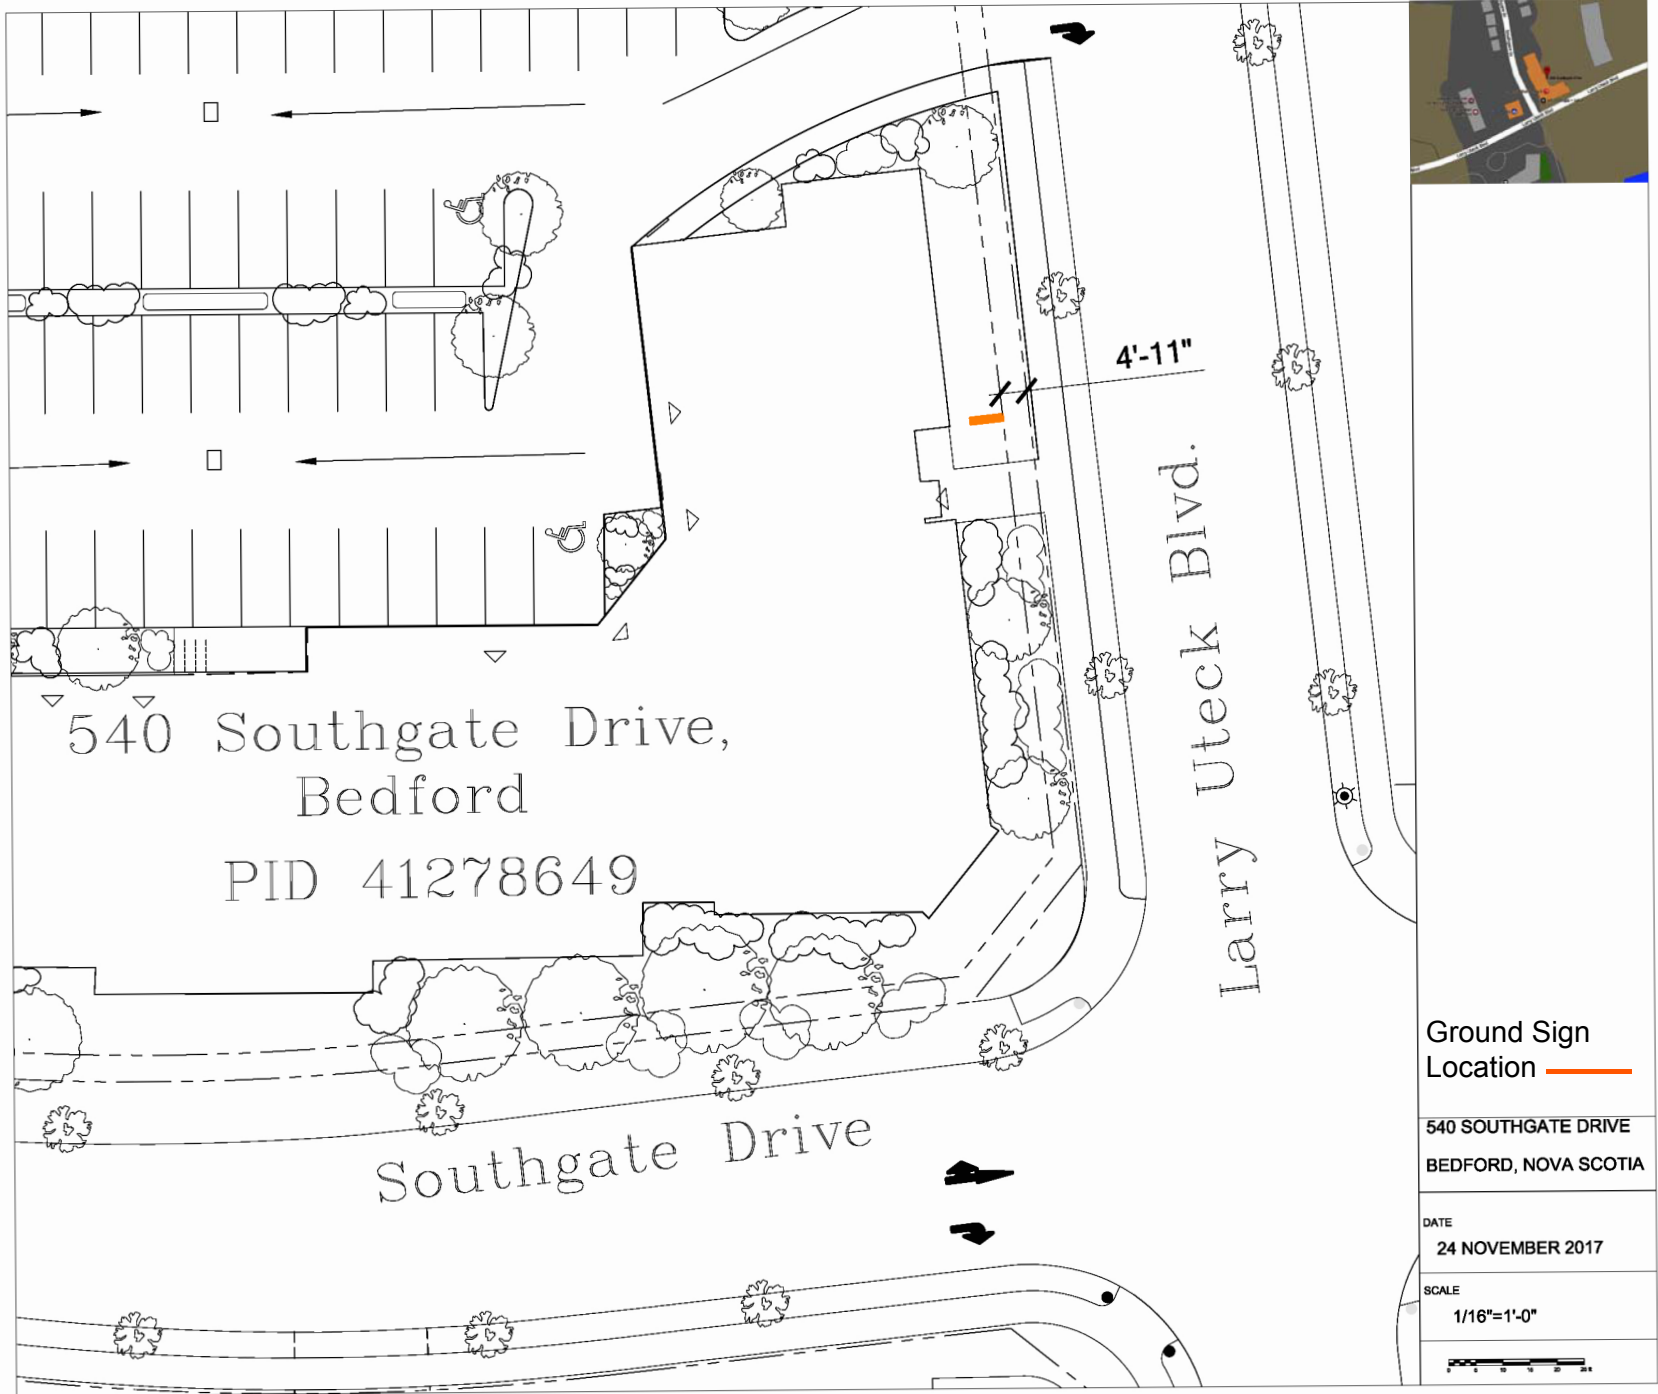 4'-11"
Larry Uteck Blvd.
540 Southgate Drive,
Bedford
PID 41278649
Southgate Drive
Ground Sign
Location
540 SOUTHGATE DRIVE
BEDFORD, NOVA SCOTIA
DATE
24 NOVEMBER 2017
SCALE
1/16"=1'-0"